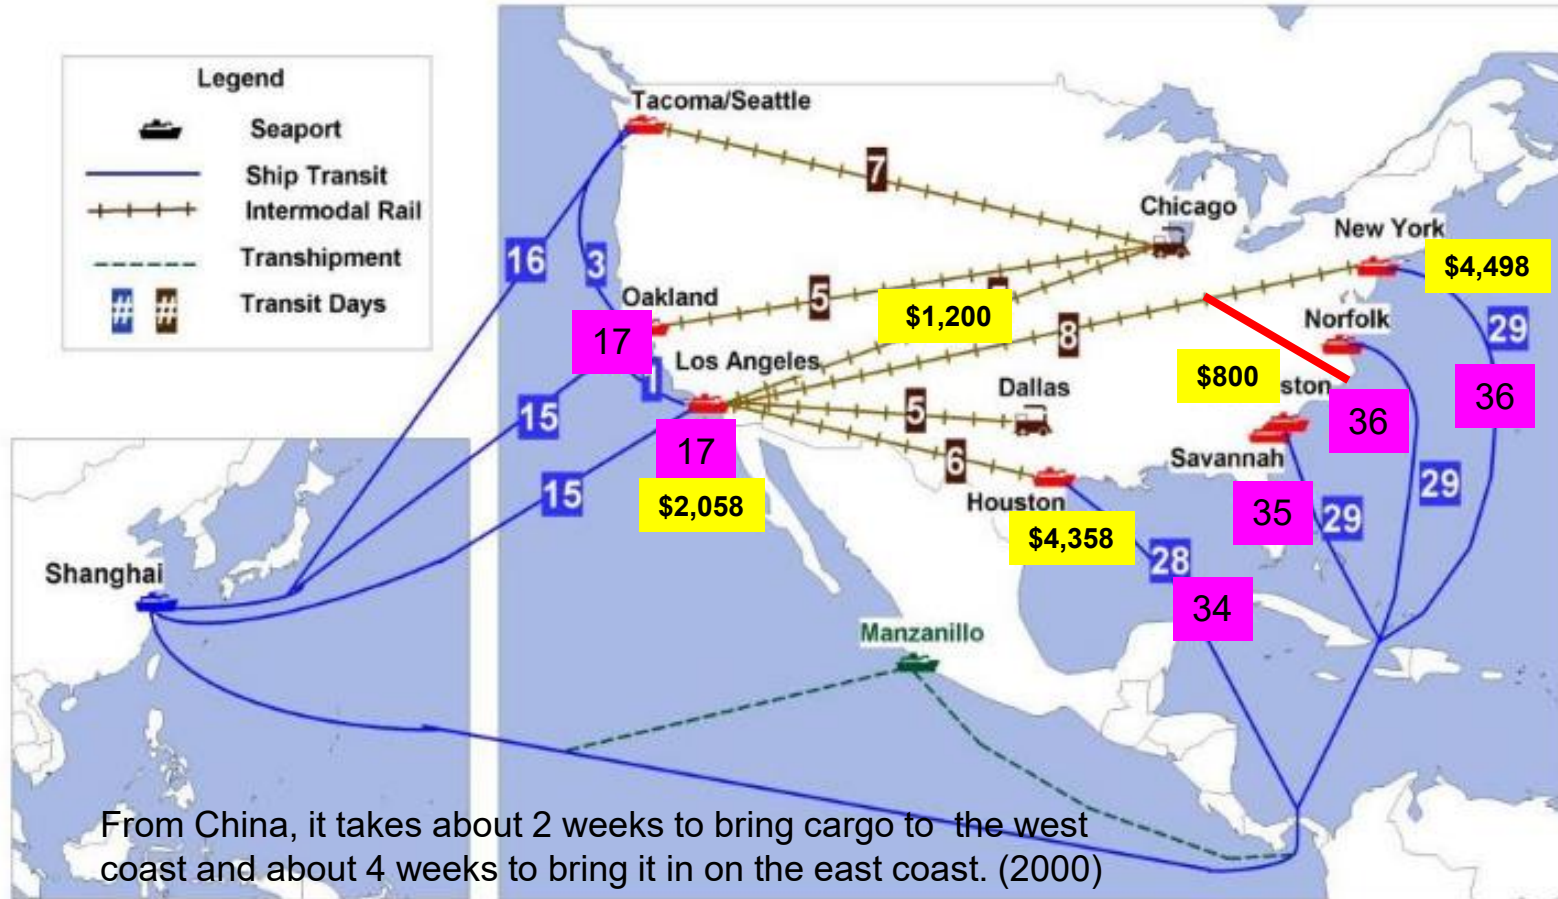 Legend
Seaport
Ship Transit
Intermodal Rail
Transhipment
# # Transit Days
Tacoma/Seattle
7
Chicago
New York
16
3
$4,498
Oakland
5
$1,200
Norfolk
29
17
8
Los Angeles
1
$800
ston
Dallas
36
36
15
5
17
6
Savannah
15
$2,058
Houston
29
35
29
$4,358
28
Shanghai
34
Manzanillo
From China, it takes about 2 weeks to bring cargo to the west
coast and about 4 weeks to bring it in on the east coast. (2000)